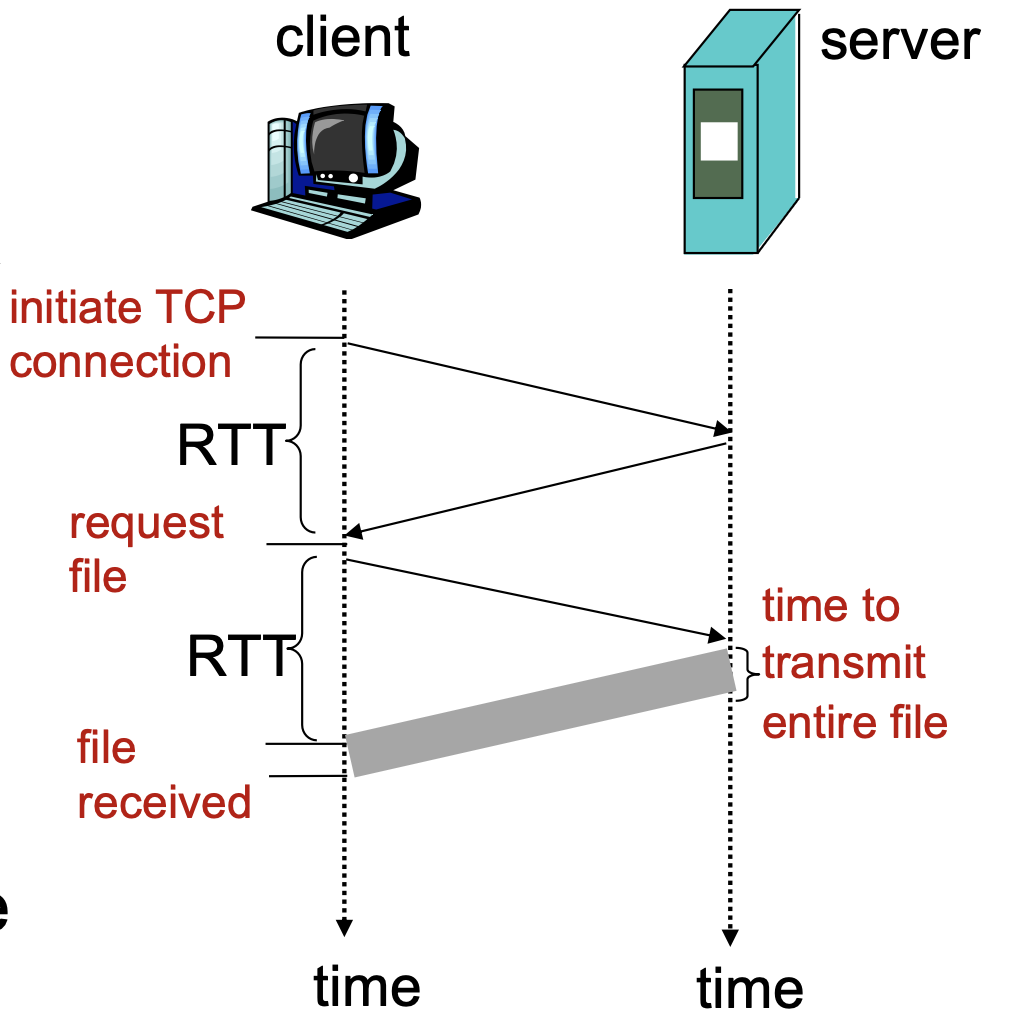 client
server
initiate TCP
connection
RTT
request
file
RTT
time to
transmit
entire file
file
received
e
time
time